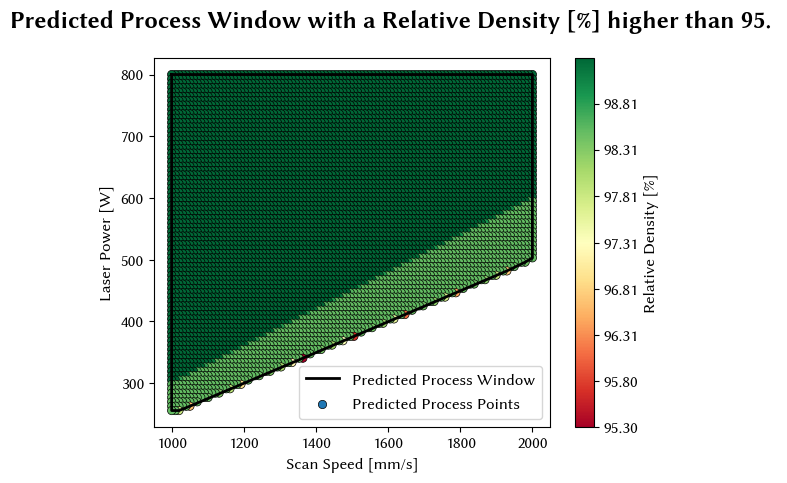 Predicted Process Window with a Relative Density [%] higher than 95.
800
700
600
500
400
300
Laser Power [W]
1000 1200 1400 1600 1800 2000
Scan Speed [mm/s]
Predicted Process Window
Predicted Process Points
98.81
98.31
97.81
97.31
96.81
96.31
95.80
95.30
Relative Density [%]